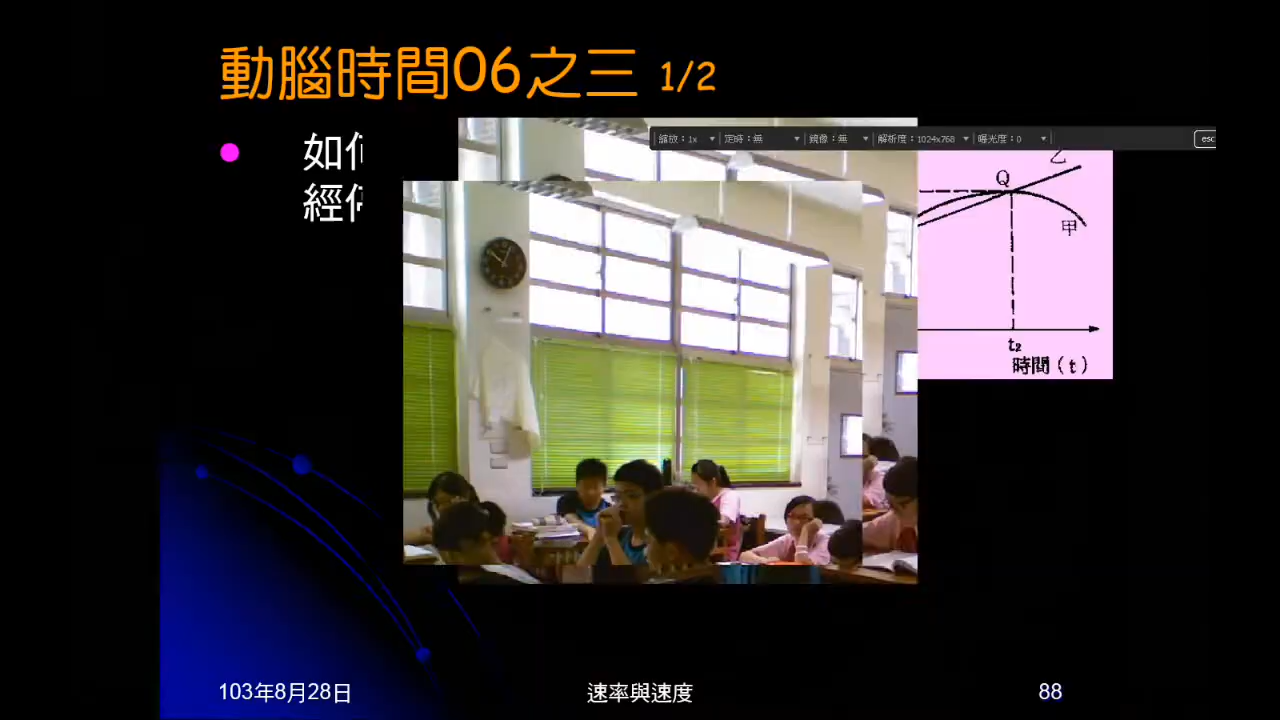 動腦時間06之三 1/2
如
經
縮放：1x 定時：無 鏡像：無 解析度：1024x768 曝光度：0 esc
乙
Q
甲
t₂
時間（t）
103年8月28日 速率與速度 88